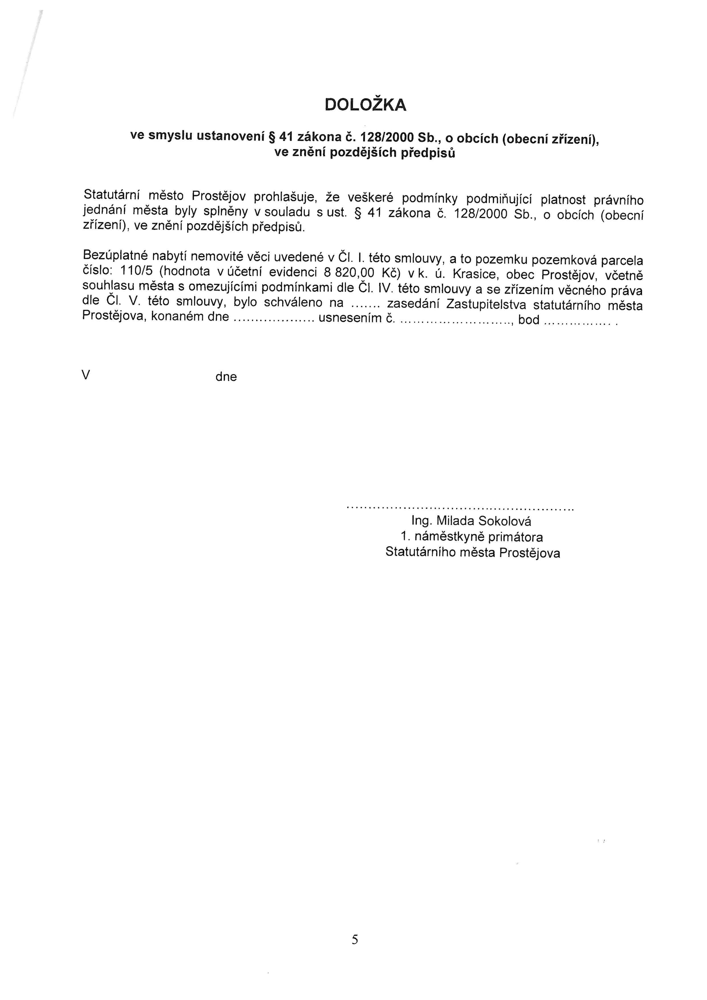 DOLOŽKA
ve smyslu ustanovení § 41 zákona č. 128/2000 Sb., o obcích (obecní zřízení),
ve znění pozdějších předpisů
Statutární město Prostějov prohlašuje, že veškeré podmínky podmiňující platnost právního
jednání města byly splněny v souladu s ust. § 41 zákona č. 128/2000 Sb., o obcích (obecní
zřízení), ve znění pozdějších předpisů.
Bezúplatné nabytí nemovité věci uvedené v Čl. I. této smlouvy, a to pozemku pozemková parcela
číslo: 110/5 (hodnota v účetní evidenci 8 820,00 Kč) v k. ú. Krasice, obec Prostějov, včetně
souhlasu města s omezujícími podmínkami dle Čl. IV. této smlouvy a se zřízením věcného práva
dle Čl. V. této smlouvy, bylo schváleno na ....... zasedání Zastupitelstva statutárního města
Prostějova, konaném dne ................... usnesením č. .........................., bod ................. .
V dne
.....................................................
Ing. Milada Sokolová
1. náměstkyně primátora
Statutárního města Prostějova
5